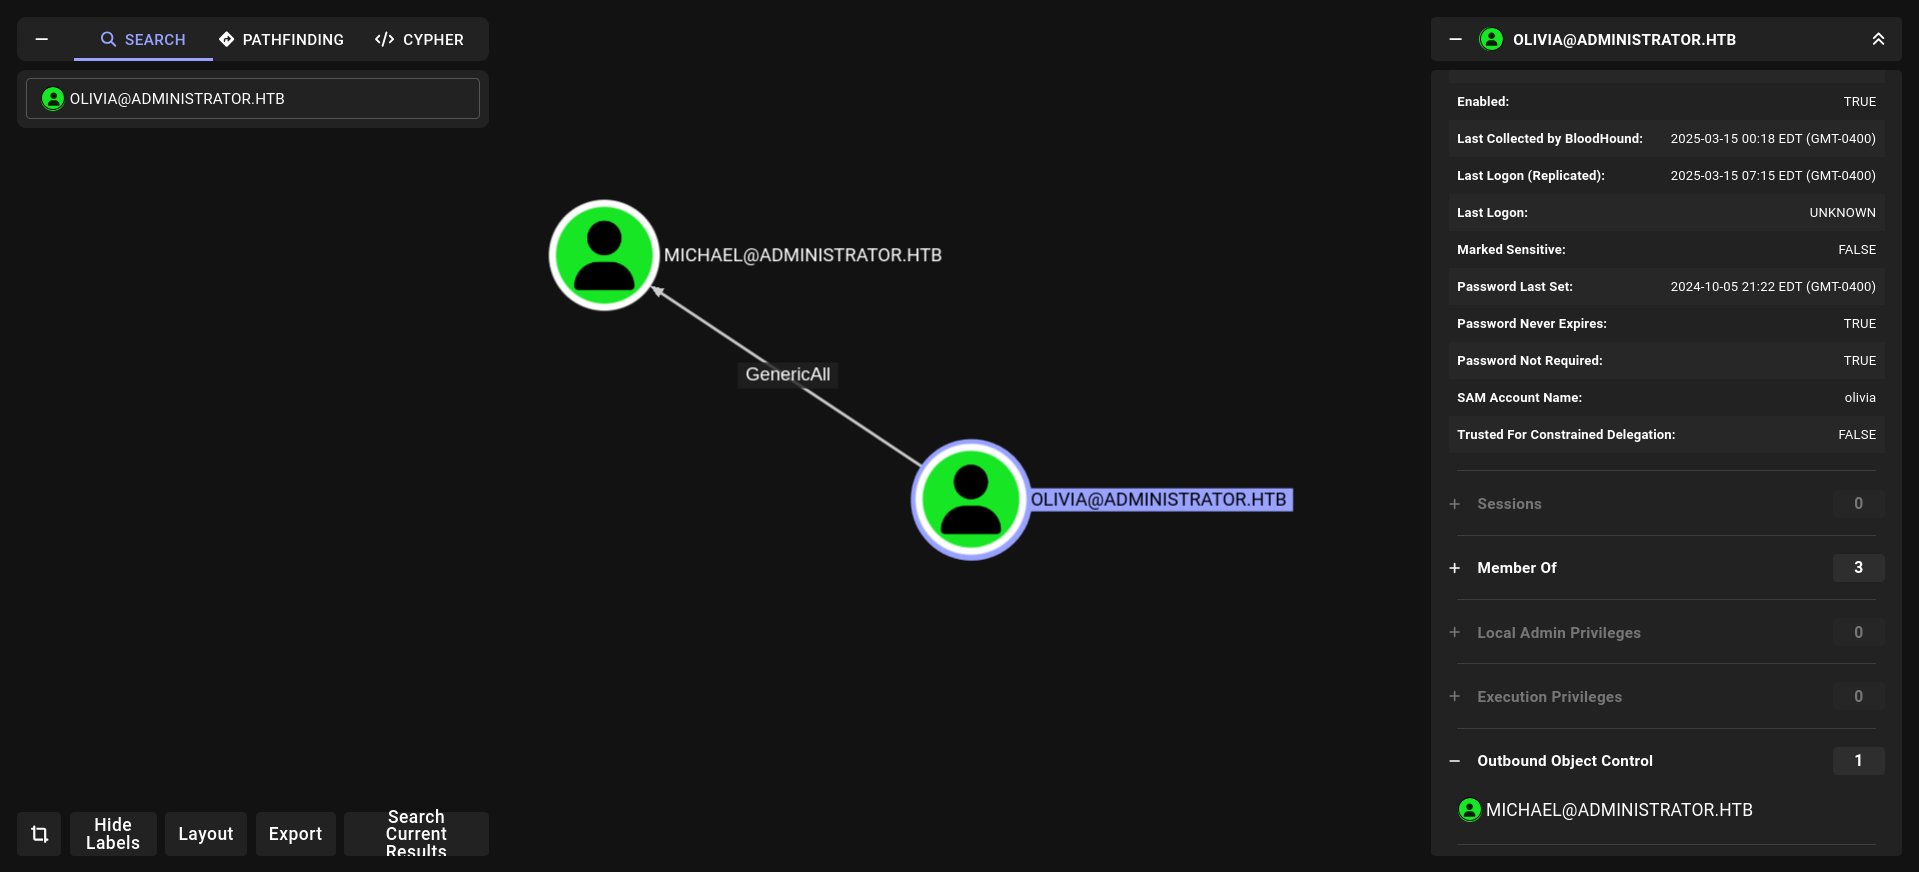 SEARCH
PATHFINDING
CYPHER
OLIVIA@ADMINISTRATOR.HTB
MICHAEL@ADMINISTRATOR.HTB
GenericAll
OLIVIA@ADMINISTRATOR.HTB
Hide
Labels
Layout
Export
Search
Current
Results
OLIVIA@ADMINISTRATOR.HTB
Enabled: TRUE
Last Collected by BloodHound: 2025-03-15 00:18 EDT (GMT-0400)
Last Logon (Replicated): 2025-03-15 07:15 EDT (GMT-0400)
Last Logon: UNKNOWN
Marked Sensitive: FALSE
Password Last Set: 2024-10-05 21:22 EDT (GMT-0400)
Password Never Expires: TRUE
Password Not Required: TRUE
SAM Account Name: olivia
Trusted For Constrained Delegation: FALSE
Sessions 0
Member Of 3
Local Admin Privileges 0
Execution Privileges 0
Outbound Object Control 1
MICHAEL@ADMINISTRATOR.HTB